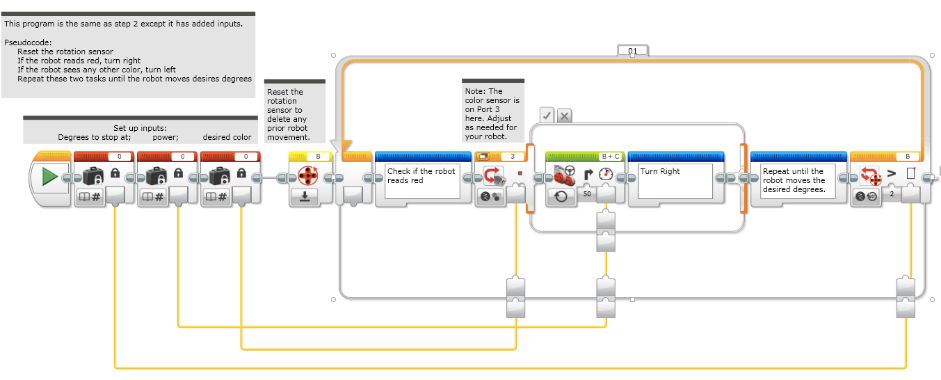 This program is the same as step 2 except it has added inputs.
Pseudocode:
Reset the rotation sensor
If the robot reads red, turn right
If the robot sees any other color, turn left
Repeat these two tasks until the robot moves desires degrees
01
Reset the
rotation
sensor to
delete any
prior robot
movement.
Note: The
color sensor is
on Port 3
here. Adjust
as needed for
your robot.
Set up inputs:
Degrees to stop at; power; desired color
0
0
0
B
3
B + C
B
Check if the robot
reads red
Turn Right
Repeat until the
robot moves the
desired degrees.
#
#
#
50
>
2